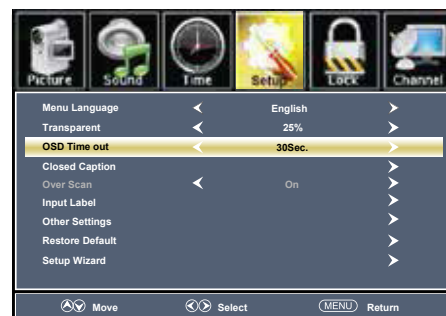 Picture Sound Time Setup Lock Channel
Menu Language English
Transparent 25%
OSD Time out 30Sec.
Closed Caption
Over Scan On
Input Label
Other Settings
Restore Default
Setup Wizard
Move Select MENU Return